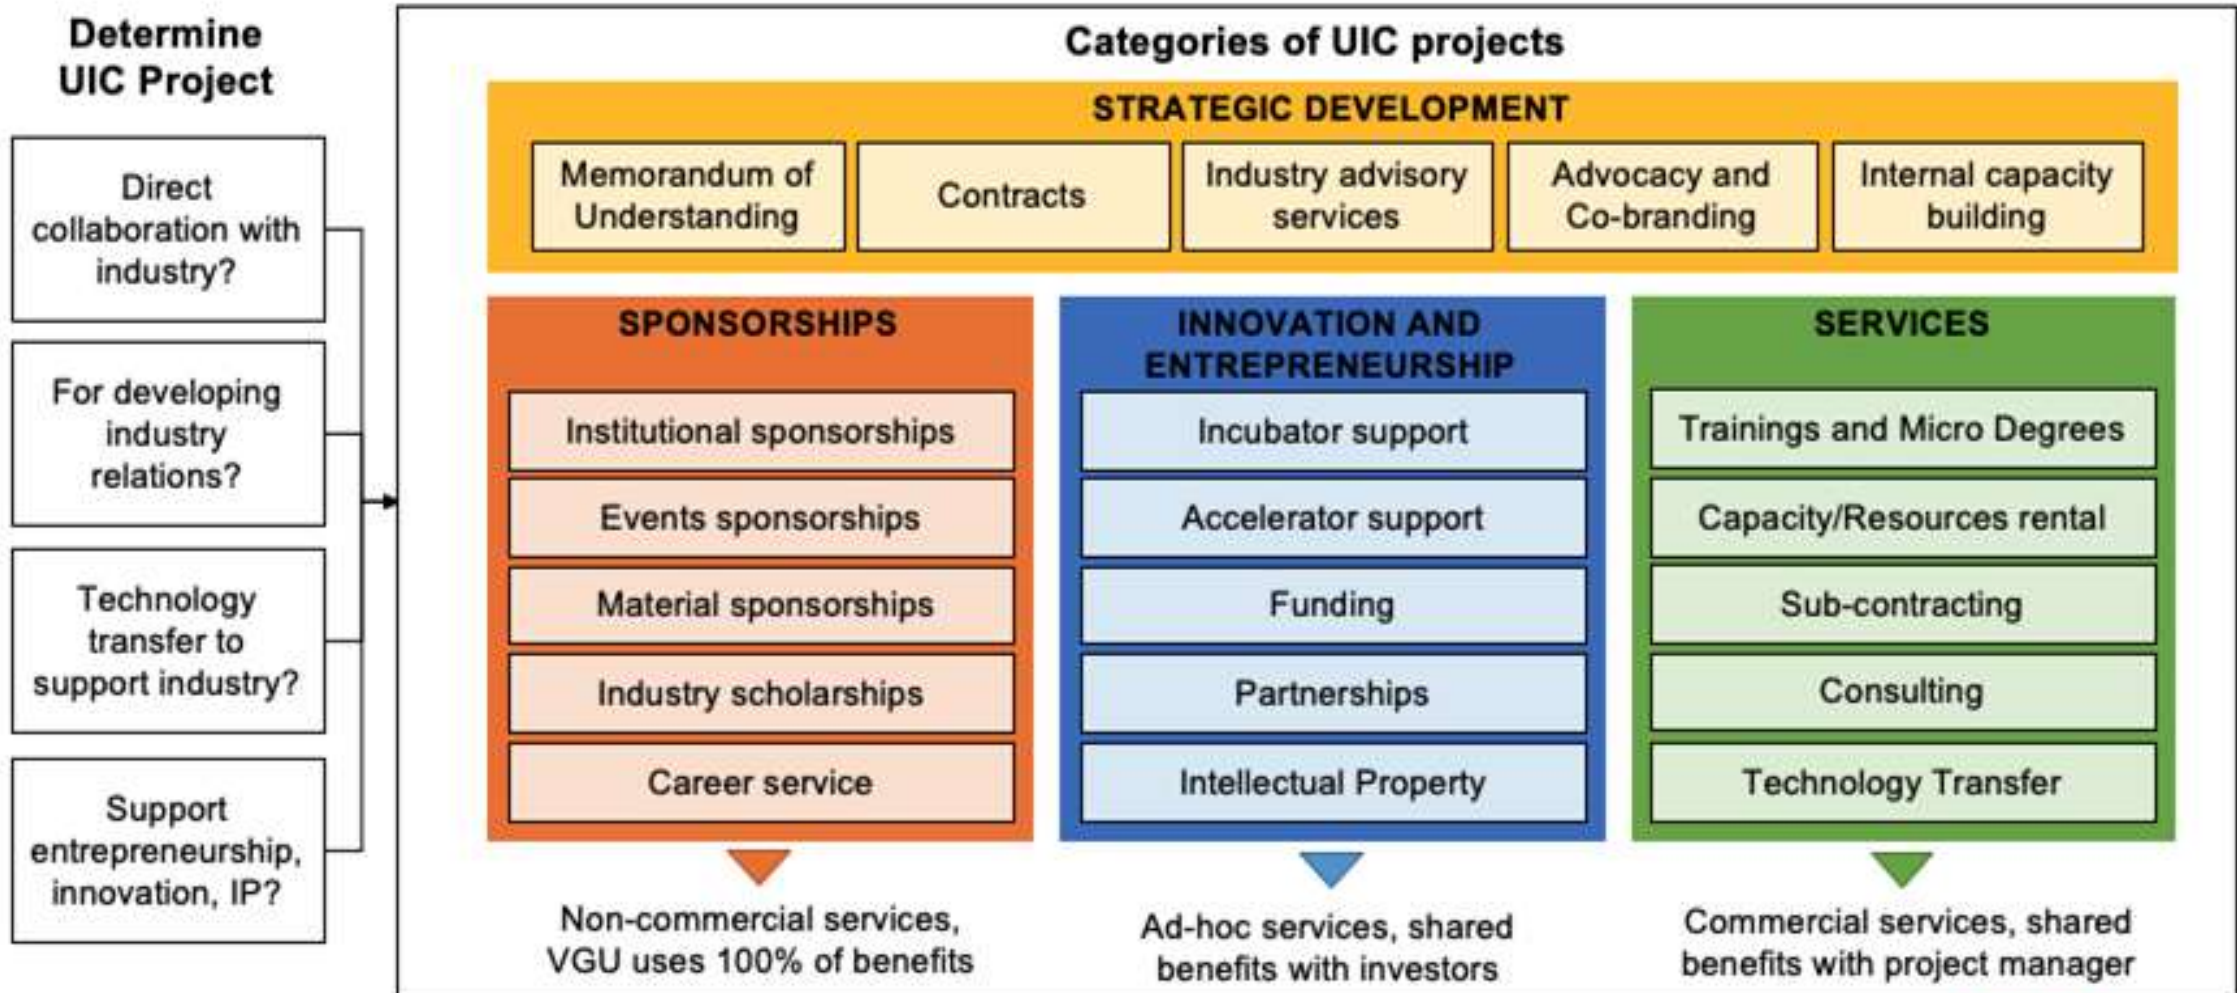 Determine
UIC Project
Direct
collaboration with
industry?
For developing
industry
relations?
Technology
transfer to
support industry?
Support
entrepreneurship,
innovation, IP?
Categories of UIC projects
STRATEGIC DEVELOPMENT
Memorandum of
Understanding
Contracts
Industry advisory
services
Advocacy and
Co-branding
Internal capacity
building
SPONSORSHIPS
Institutional sponsorships
Events sponsorships
Material sponsorships
Industry scholarships
Career service
Non-commercial services,
VGU uses 100% of benefits
INNOVATION AND
ENTREPRENEURSHIP
Incubator support
Accelerator support
Funding
Partnerships
Intellectual Property
Ad-hoc services, shared
benefits with investors
SERVICES
Trainings and Micro Degrees
Capacity/Resources rental
Sub-contracting
Consulting
Technology Transfer
Commercial services, shared
benefits with project manager